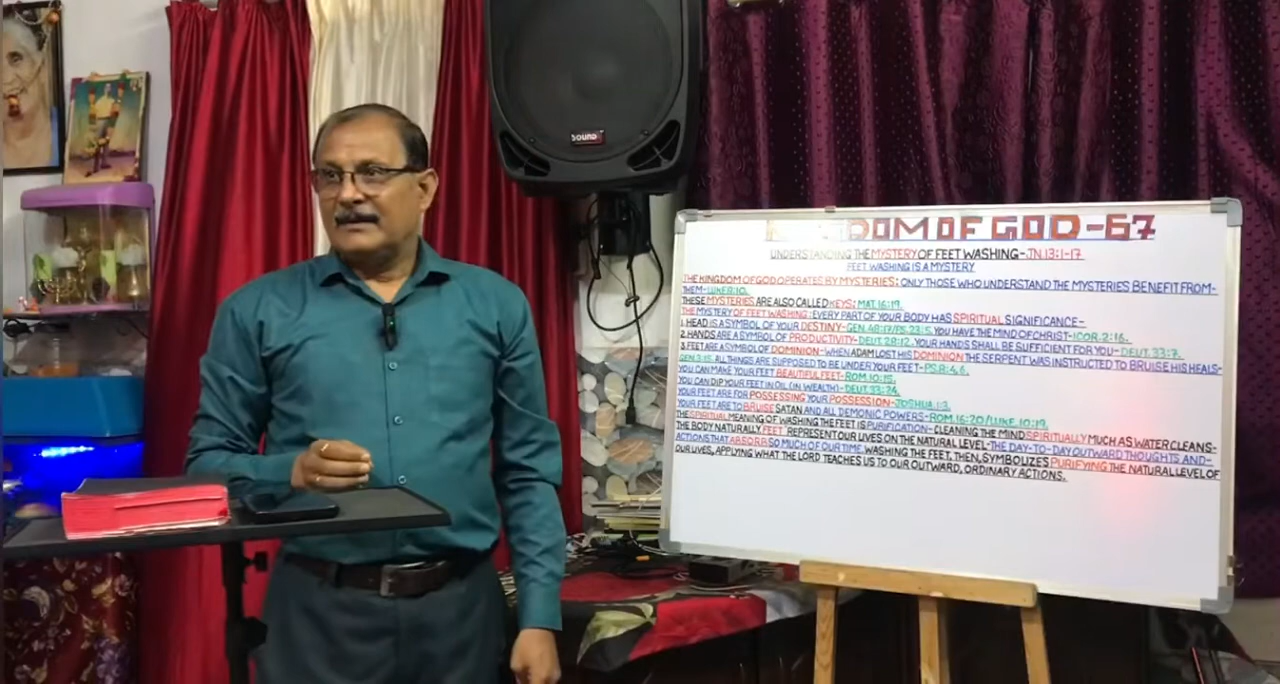 SOUND
KINGDOM OF GOD-67
UNDERSTANDING THE MYSTERY OF FEET WASHING-JN.13:1-17
FEET WASHING IS A MYSTERY
THE KINGDOM OF GOD OPERATES BY MYSTERIES: ONLY THOSE WHO UNDERSTAND THE MYSTERIES BENEFIT FROM-
THEM-LUKE8:10.
THESE MYSTERIES ARE ALSO CALLED KEYS: MAT.16:19.
THE MYSTERY OF FEET WASHING: EVERY PART OF YOUR BODY HAS SPIRITUAL SIGNIFICANCE-
1. HEAD IS A SYMBOL OF YOUR DESTINY-GEN.48:17/PS.23:5. YOU HAVE THE MIND OF CHRIST-1COR.2:16.
2. HANDS ARE A SYMBOL OF PRODUCTIVITY-DEUT.28:12. YOUR HANDS SHALL BE SUFFICIENT FOR YOU-DEUT.33:7.
3. FEET ARE A SYMBOL OF DOMINION-WHEN ADAM LOST HIS DOMINION THE SERPENT WAS INSTRUCTED TO BRUISE HIS HEALS-
GEN.3:15. ALL THINGS ARE SUPPOSED TO BE UNDER YOUR FEET-PS.8:4,6.
YOU CAN MAKE YOUR FEET BEAUTIFUL FEET-ROM.10:15.
YOU CAN DIP YOUR FEET IN OIL (IN WEALTH)-DEUT.33:24.
YOUR FEET ARE FOR POSSESSING YOUR POSSESSION-JOSHUA.1:3.
YOUR FEET ARE TO BRUISE SATAN AND ALL DEMONIC POWERS-ROM.16:20/LUKE.10:19.
THE SPIRITUAL MEANING OF WASHING THE FEET IS PURIFICATION-CLEANING THE MIND SPIRITUALLY MUCH AS WATER CLEANS-
THE BODY NATURALLY. FEET REPRESENT OUR LIVES ON THE NATURAL LEVEL-THE DAY-TO-DAY OUTWARD THOUGHTS AND-
ACTIONS THAT ABSORB SO MUCH OF OUR TIME. WASHING THE FEET, THEN, SYMBOLIZES PURIFYING THE NATURAL LEVEL OF
OUR LIVES, APPLYING WHAT THE LORD TEACHES US TO OUR OUTWARD, ORDINARY ACTIONS.